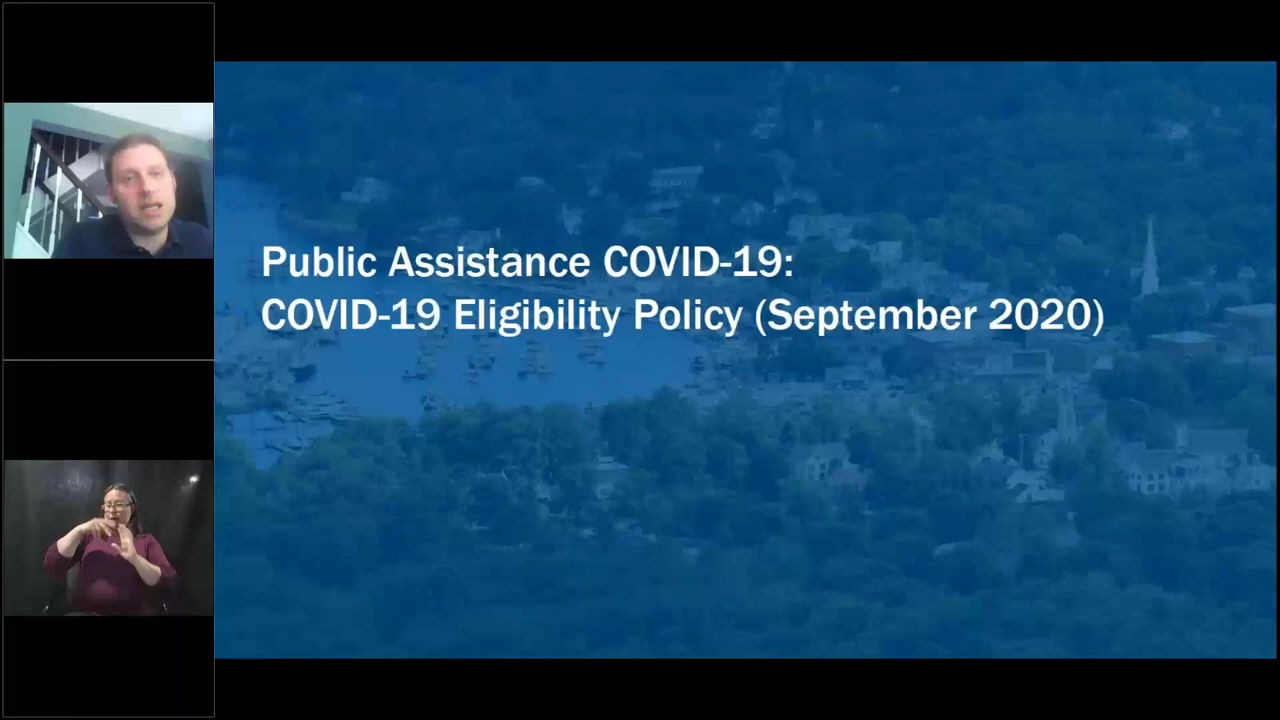 Public Assistance COVID-19:
COVID-19 Eligibility Policy (September 2020)